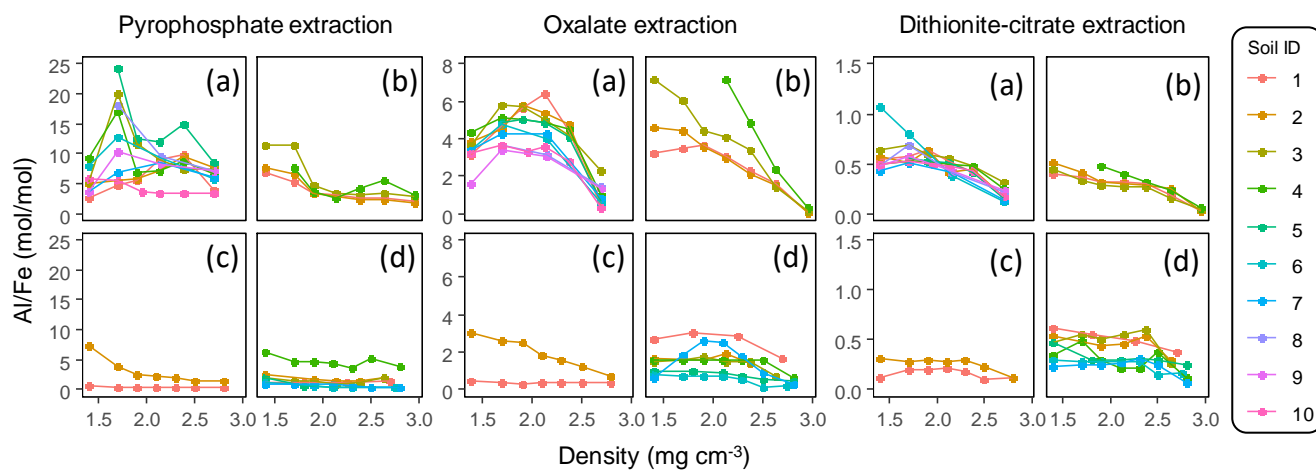 Pyrophosphate extraction
Oxalate extraction
Dithionite-citrate extraction
Al/Fe (mol/mol)
25
20
15
10
5
0
(a)
(b)
8
6
4
2
0
(a)
(b)
1.5
1.0
0.5
0.0
(a)
(b)
25
20
15
10
5
0
(c)
(d)
8
6
4
2
0
(c)
(d)
1.5
1.0
0.5
0.0
(c)
(d)
1.5 2.0 2.5 3.0 1.5 2.0 2.5 3.0 1.5 2.0 2.5 3.0 1.5 2.0 2.5 3.0 1.5 2.0 2.5 3.0 1.5 2.0 2.5 3.0
Density (mg cm⁻³)
Soil ID
1
2
3
4
5
6
7
8
9
10